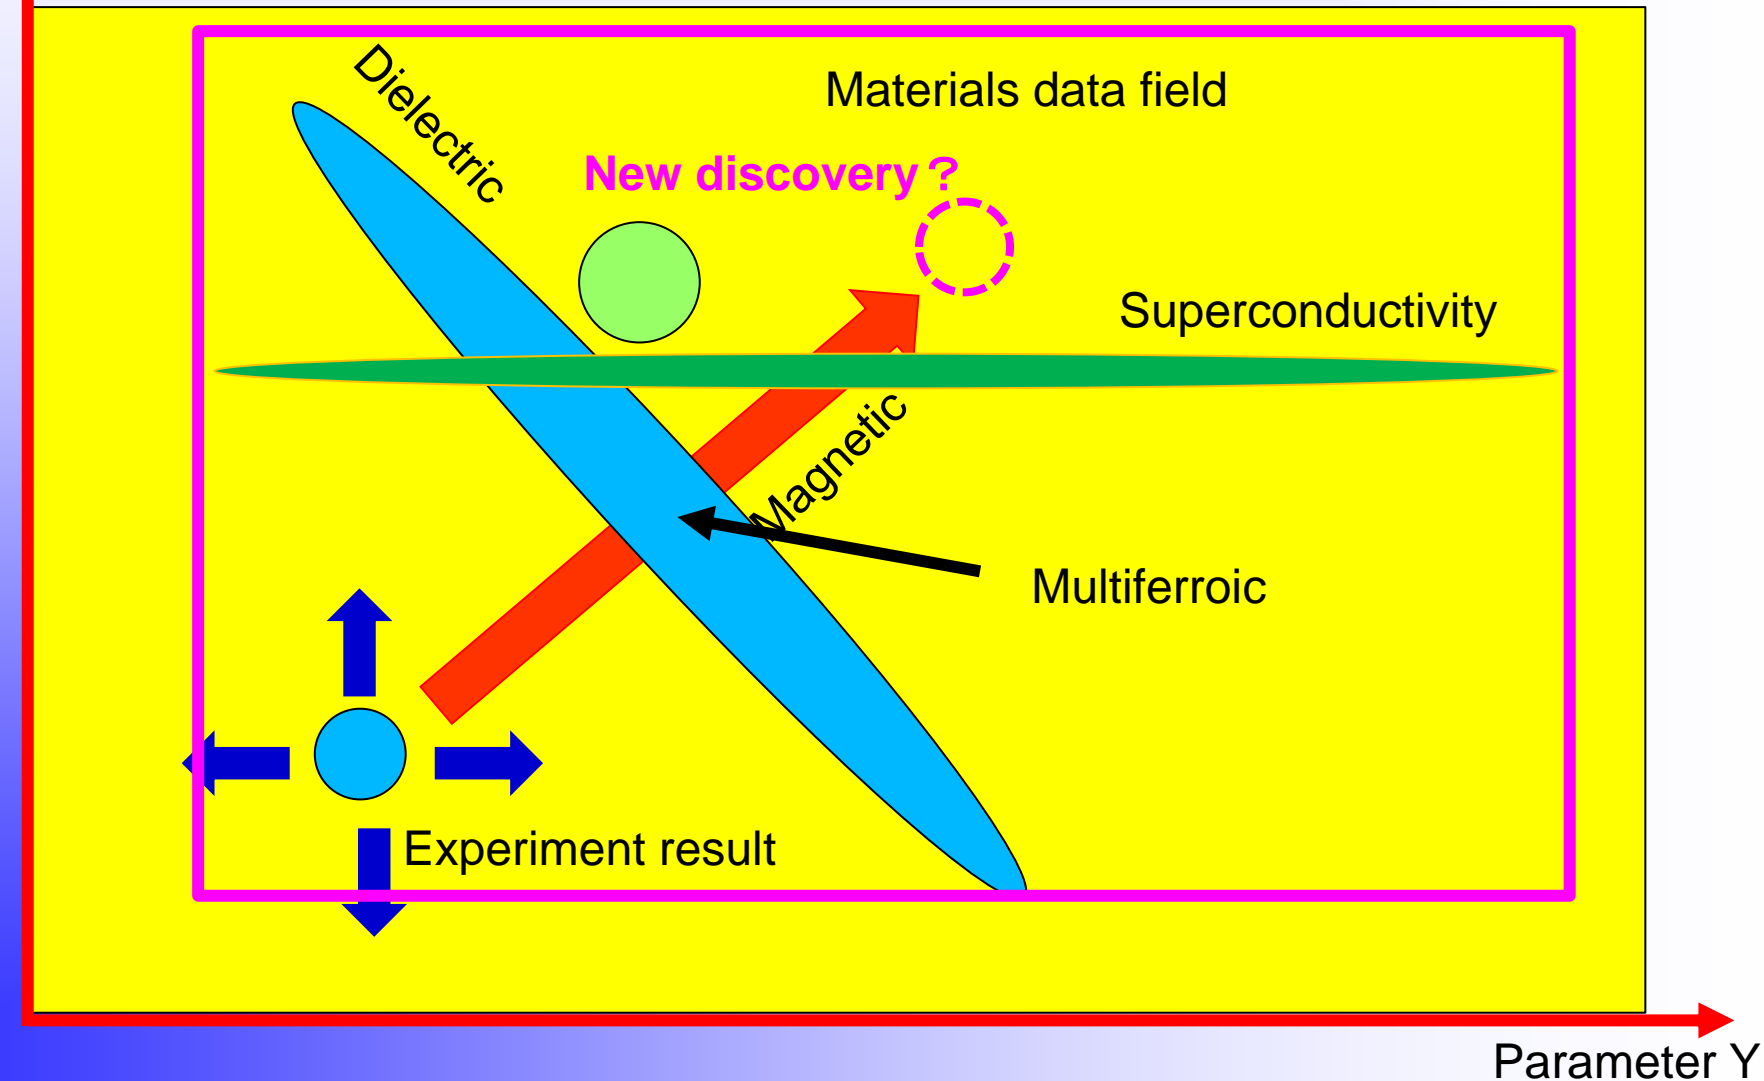 Dielectric
Materials data field
New discovery？
Superconductivity
Magnetic
Multiferroic
Experiment result
Parameter Y